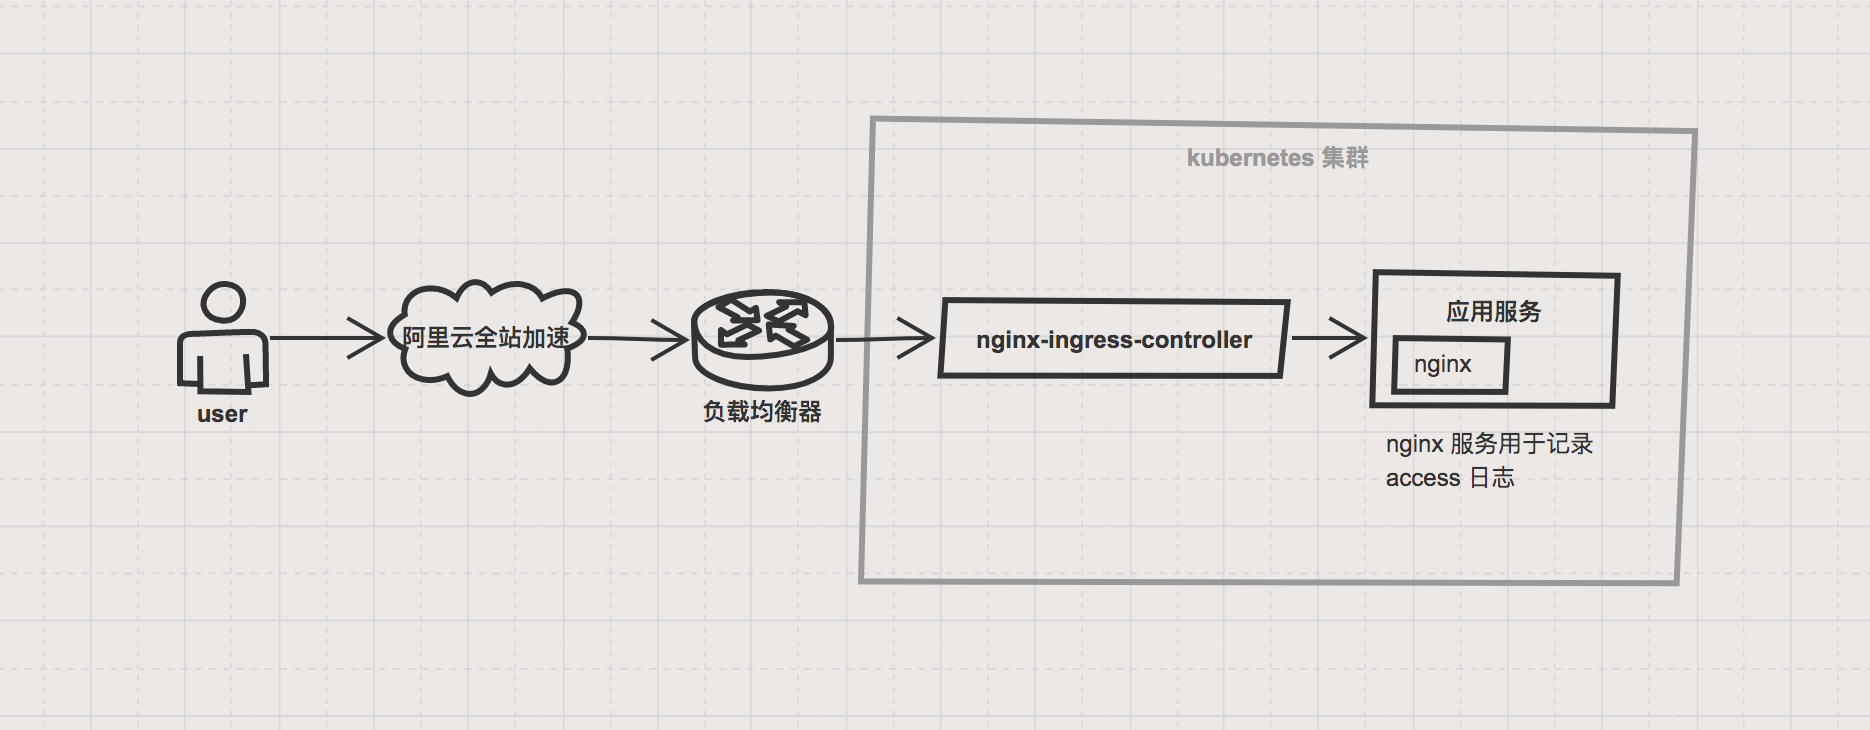 kubernetes 集群
user
阿里云全站加速
负载均衡器
nginx-ingress-controller
应用服务
nginx
nginx 服务用于记录
access 日志